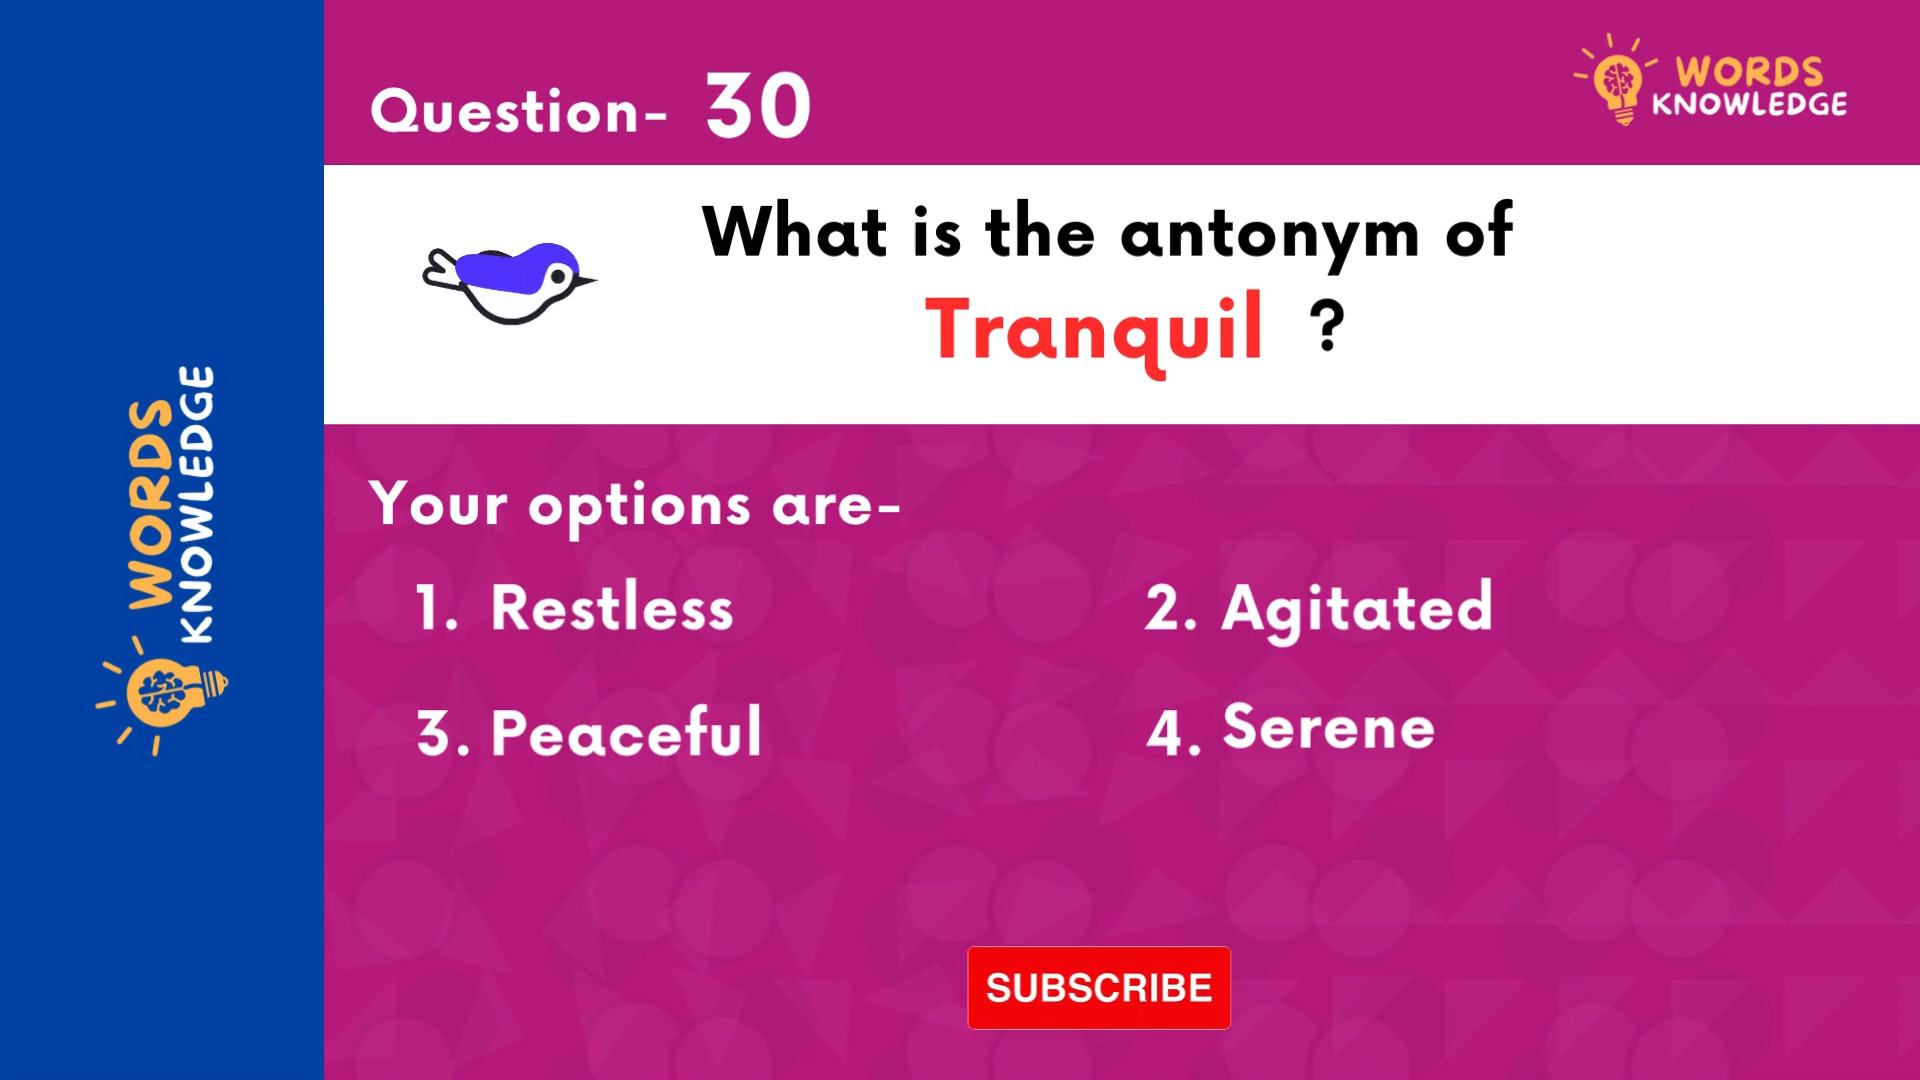 Question- 30
WORDS
KNOWLEDGE
What is the antonym of
Tranquil ?
WORDS
KNOWLEDGE
Your options are-
1. Restless
2. Agitated
3. Peaceful
4. Serene
SUBSCRIBE